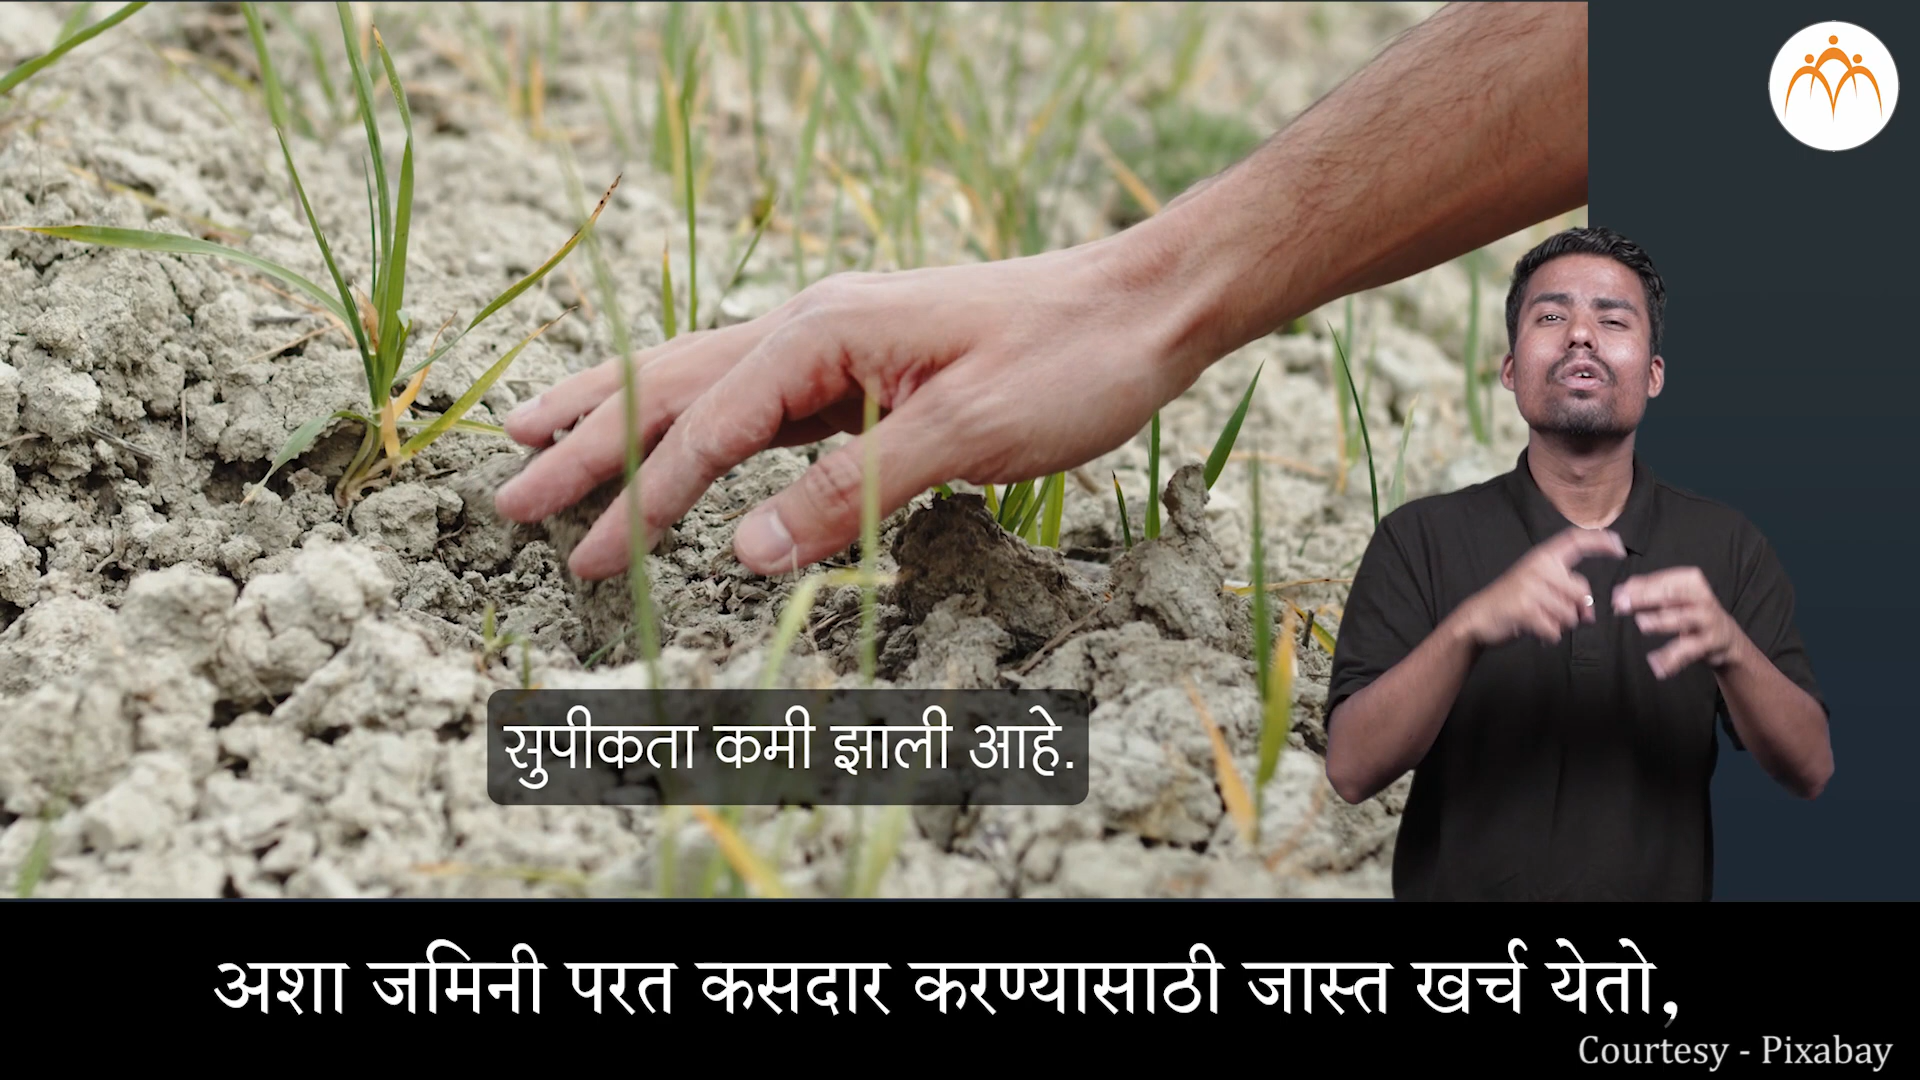 सुपीकता कमी झाली आहे.
अशा जमिनी परत कसदार करण्यासाठी जास्त खर्च येतो,
Courtesy - Pixabay